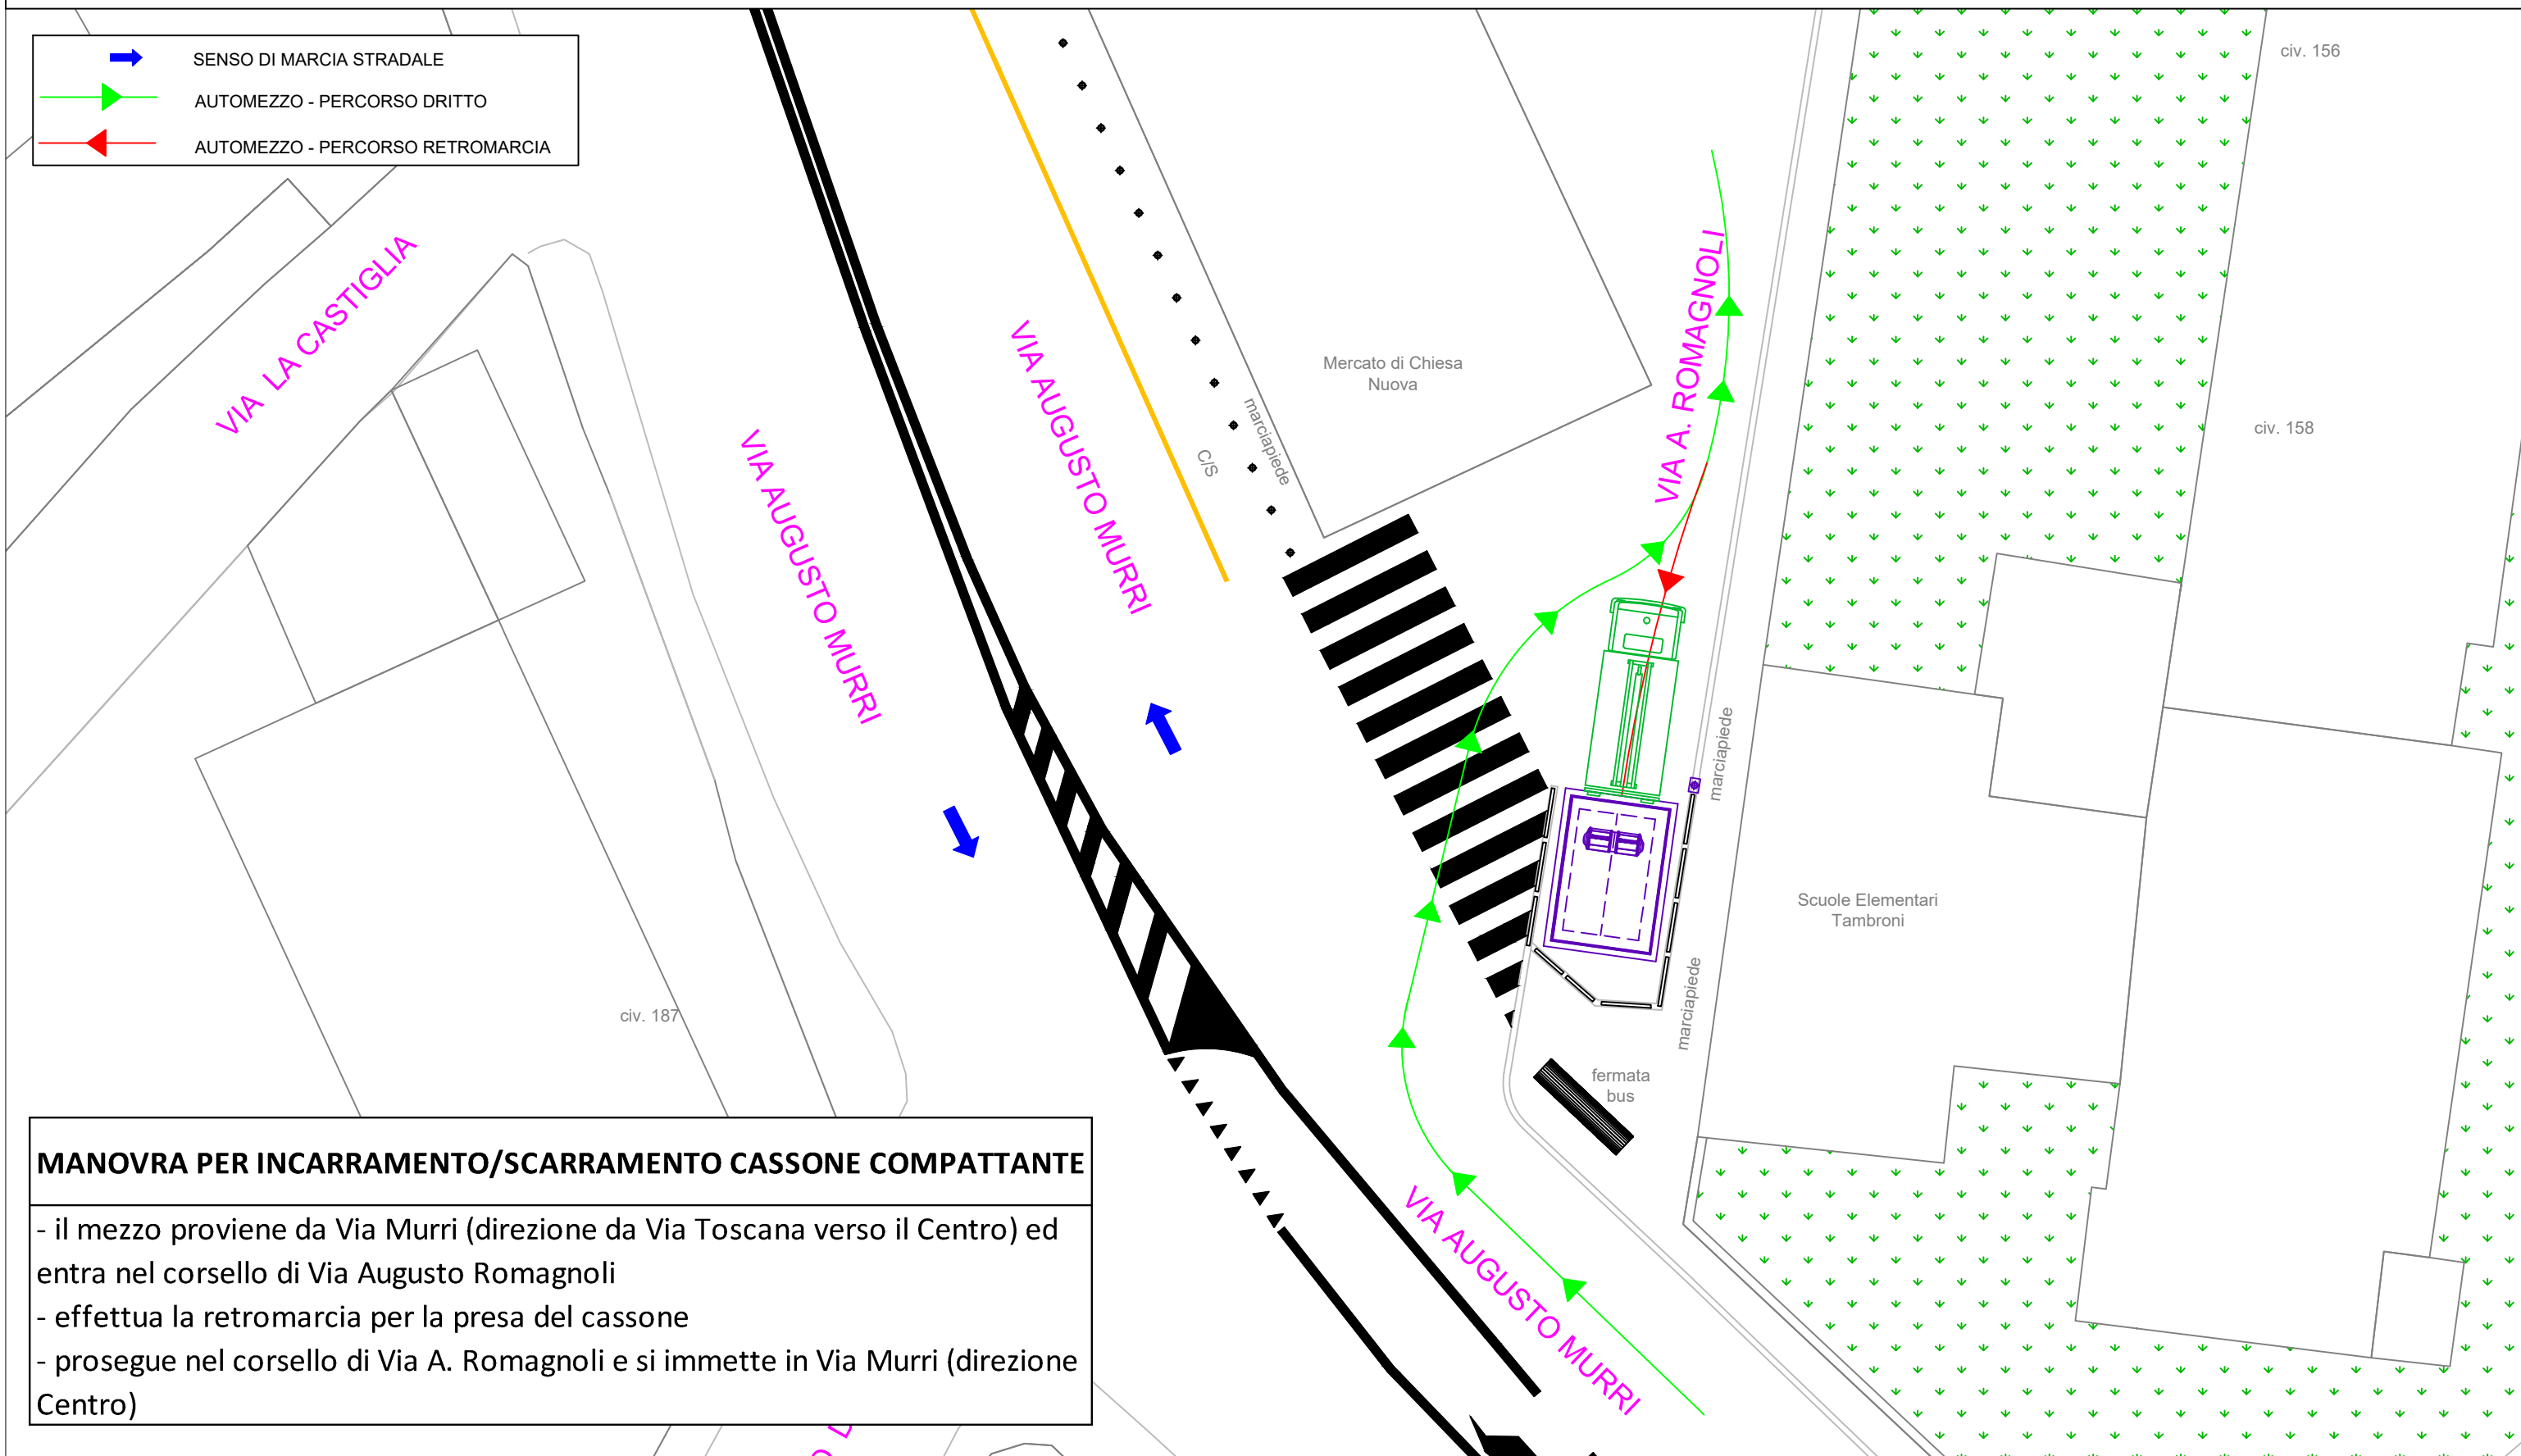 SENSO DI MARCIA STRADALE
AUTOMEZZO - PERCORSO DRITTO
AUTOMEZZO - PERCORSO RETROMARCIA
civ. 156
VIA LA CASTIGLIA
VIA A. ROMAGNOLI
VIA AUGUSTO MURRI
Mercato di Chiesa
Nuova
marciapiede
C/S
civ. 158
VIA AUGUSTO MURRI
marciapiede
Scuole Elementari
Tambroni
marciapiede
civ. 187
fermata
bus
VIA AUGUSTO MURRI
MANOVRA PER INCARRAMENTO/SCARRAMENTO CASSONE COMPATTANTE
- il mezzo proviene da Via Murri (direzione da Via Toscana verso il Centro) ed
entra nel corsello di Via Augusto Romagnoli
- effettua la retromarcia per la presa del cassone
- prosegue nel corsello di Via A. Romagnoli e si immette in Via Murri (direzione
Centro)